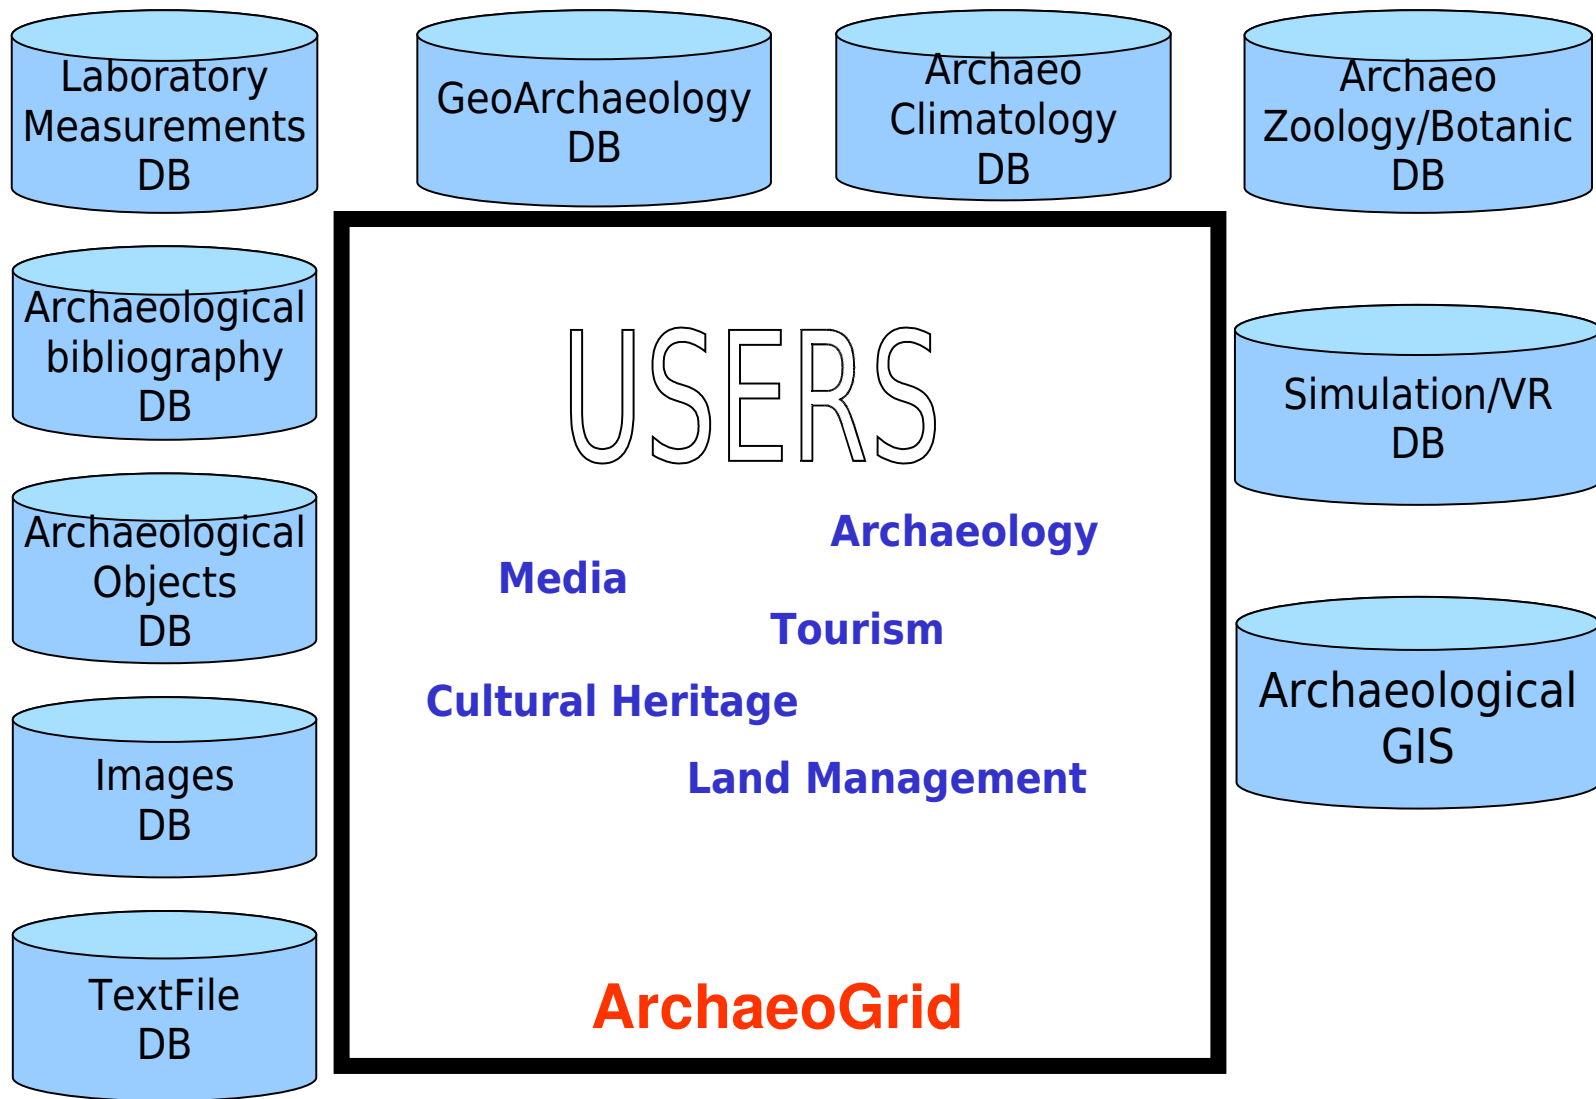 Laboratory
Measurements
DB
GeoArchaeology
DB
Archaeo
Climatology
DB
Archaeo
Zoology/Botanic
DB
Archaeological
bibliography
DB
Archaeological
Objects
DB
Images
DB
TextFile
DB
USERS
Archaeology
Media
Tourism
Cultural Heritage
Land Management
ArchaeoGrid
Simulation/VR
DB
Archaeological
GIS